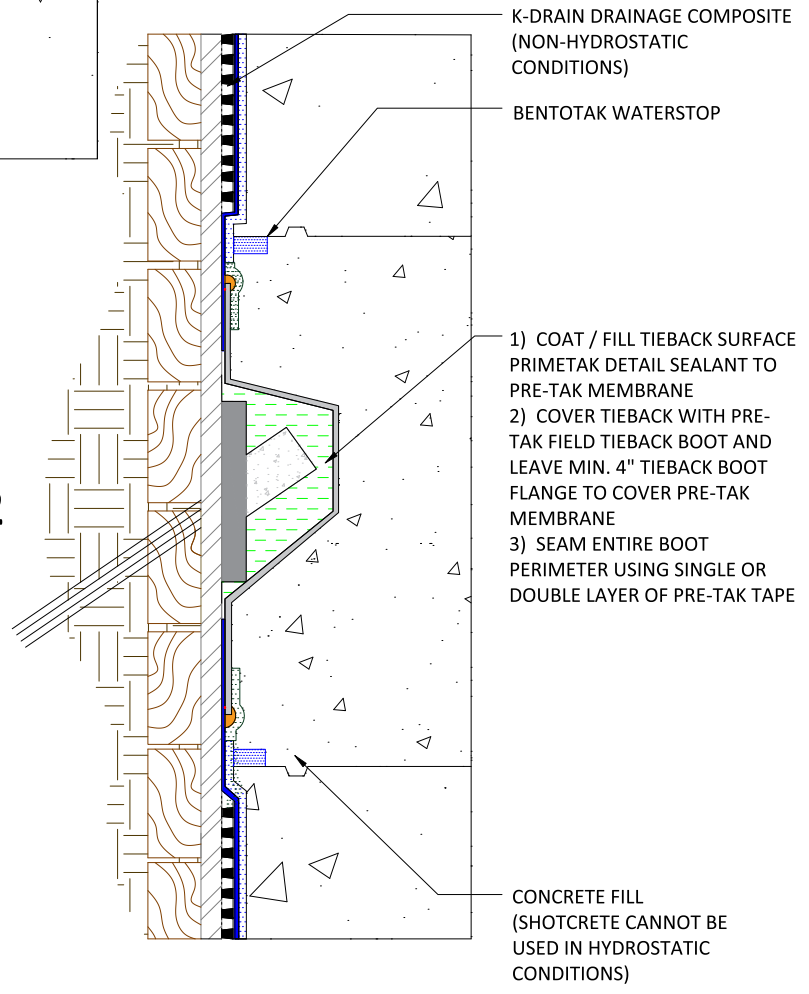 K-DRAIN DRAINAGE COMPOSITE
(NON-HYDROSTATIC
CONDITIONS)
BENTOTAK WATERSTOP
1)  COAT / FILL TIEBACK SURFACE
PRIMETAK DETAIL SEALANT TO
PRE-TAK MEMBRANE
2)  COVER TIEBACK WITH PRE-
TAK FIELD TIEBACK BOOT AND
LEAVE MIN. 4" TIEBACK BOOT
FLANGE TO COVER PRE-TAK
MEMBRANE
3)  SEAM ENTIRE BOOT
PERIMETER USING SINGLE OR
DOUBLE LAYER OF PRE-TAK TAPE
CONCRETE FILL
(SHOTCRETE CANNOT BE
USED IN HYDROSTATIC
CONDITIONS)